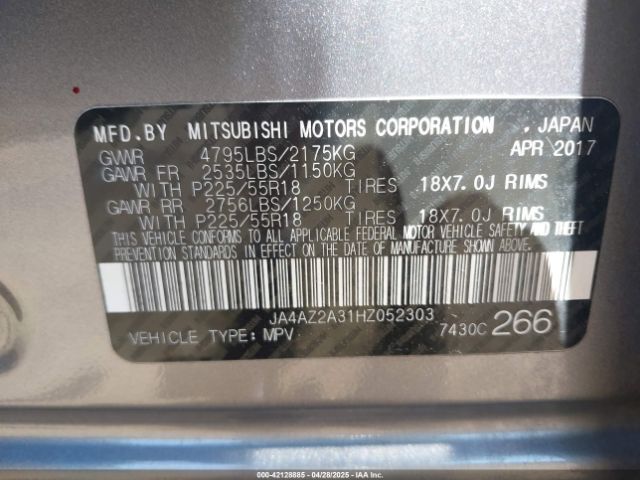 MFD.BY MITSUBISHI MOTORS CORPORATION , JAPAN
GVWR 4795LBS/2175KG APR 2017
GAWR FR 2535LBS/1150KG
WITH P225/55R18 TIRES 18X7.0J RIMS
GAWR RR 2756LBS/1250KG
WITH P225/55R18 TIRES 18X7.0J RIMS
THIS VEHICLE CONFORMS TO ALL APPLICABLE FEDERAL MOTOR VEHICLE SAFETY AND THEFT
PREVENTION STANDARDS IN EFFECT ON THE DATE OF MANUFACTURE SHOWN ABOVE.
JA4AZ2A31HZ052303 7430C 266
VEHICLE TYPE: MPV
000-42128885 - 04/28/2025 - IAAI.COM